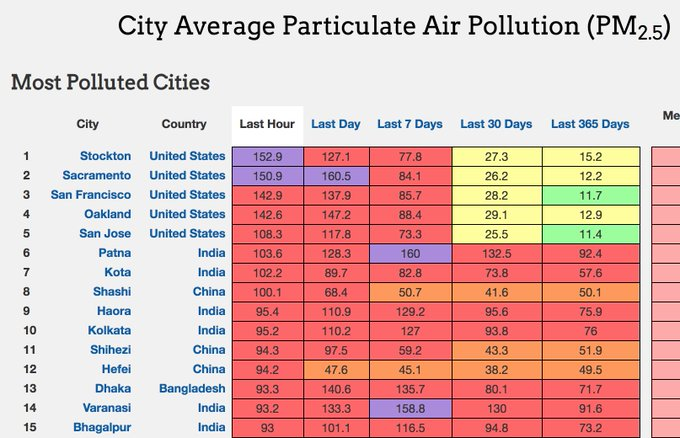 City Average Particulate Air Pollution (PM2.5)
Most Polluted Cities
Me
City Country Last Hour Last Day Last 7 Days Last 30 Days Last 365 Days
1 Stockton United States 152.9 127.1 77.8 27.3 15.2
2 Sacramento United States 150.9 160.5 84.1 26.2 12.2
3 San Francisco United States 142.9 137.9 85.7 28.2 11.7
4 Oakland United States 142.6 147.2 88.4 29.1 12.9
5 San Jose United States 108.3 117.8 73.3 25.5 11.4
6 Patna India 103.6 128.3 160 132.5 92.4
7 Kota India 102.2 89.7 82.8 73.8 57.6
8 Shashi China 100.1 68.4 50.7 41.6 50.1
9 Haora India 95.4 110.9 129.2 95.6 75.9
10 Kolkata India 95.2 110.2 127 93.8 76
11 Shihezi China 94.3 97.5 59.2 43.3 51.9
12 Hefei China 94.2 47.6 45.1 38.2 49.5
13 Dhaka Bangladesh 93.3 140.6 135.7 80.1 71.7
14 Varanasi India 93.2 133.3 158.8 130 91.6
15 Bhagalpur India 93 101.1 116.5 94.8 73.2